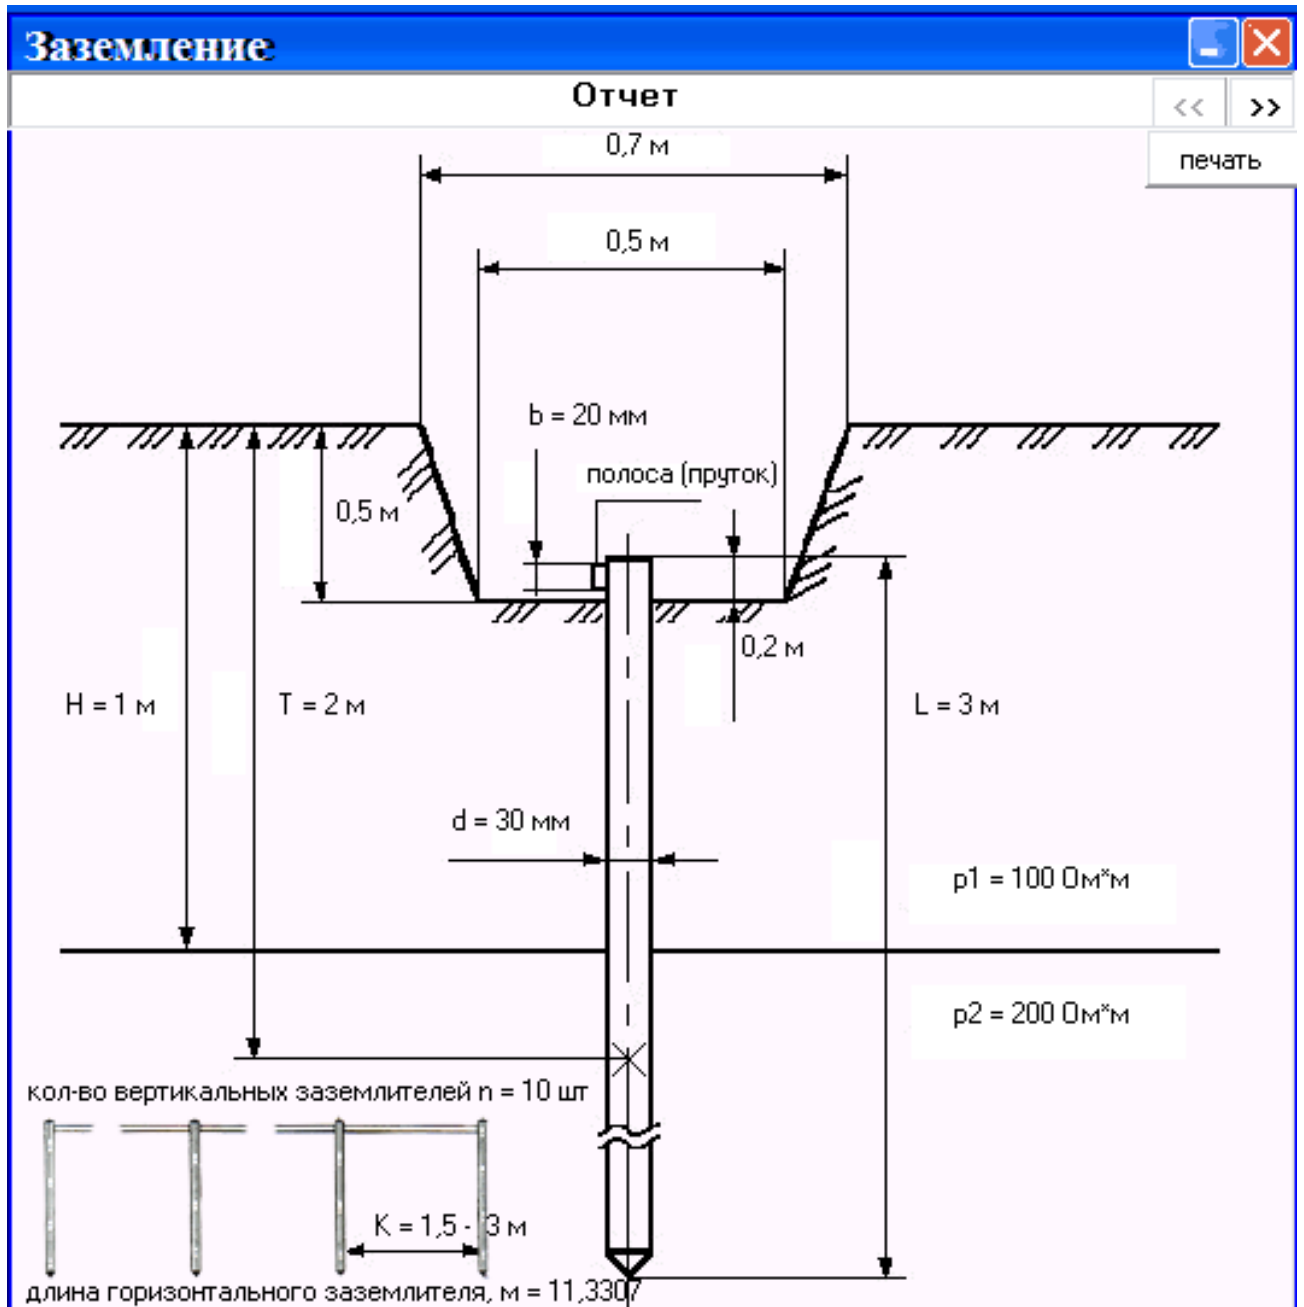 Заземление
Отчет
<< >>
печать
0,7 м
0,5 м
b = 20 мм
полоса (пруток)
0,5 м
0,2 м
H = 1 м
T = 2 м
L = 3 м
d = 30 мм
p1 = 100 Ом*м
p2 = 200 Ом*м
кол-во вертикальных заземлителей n = 10 шт
K = 1,5 - 3 м
длина горизонтального заземлителя, м = 11,3307